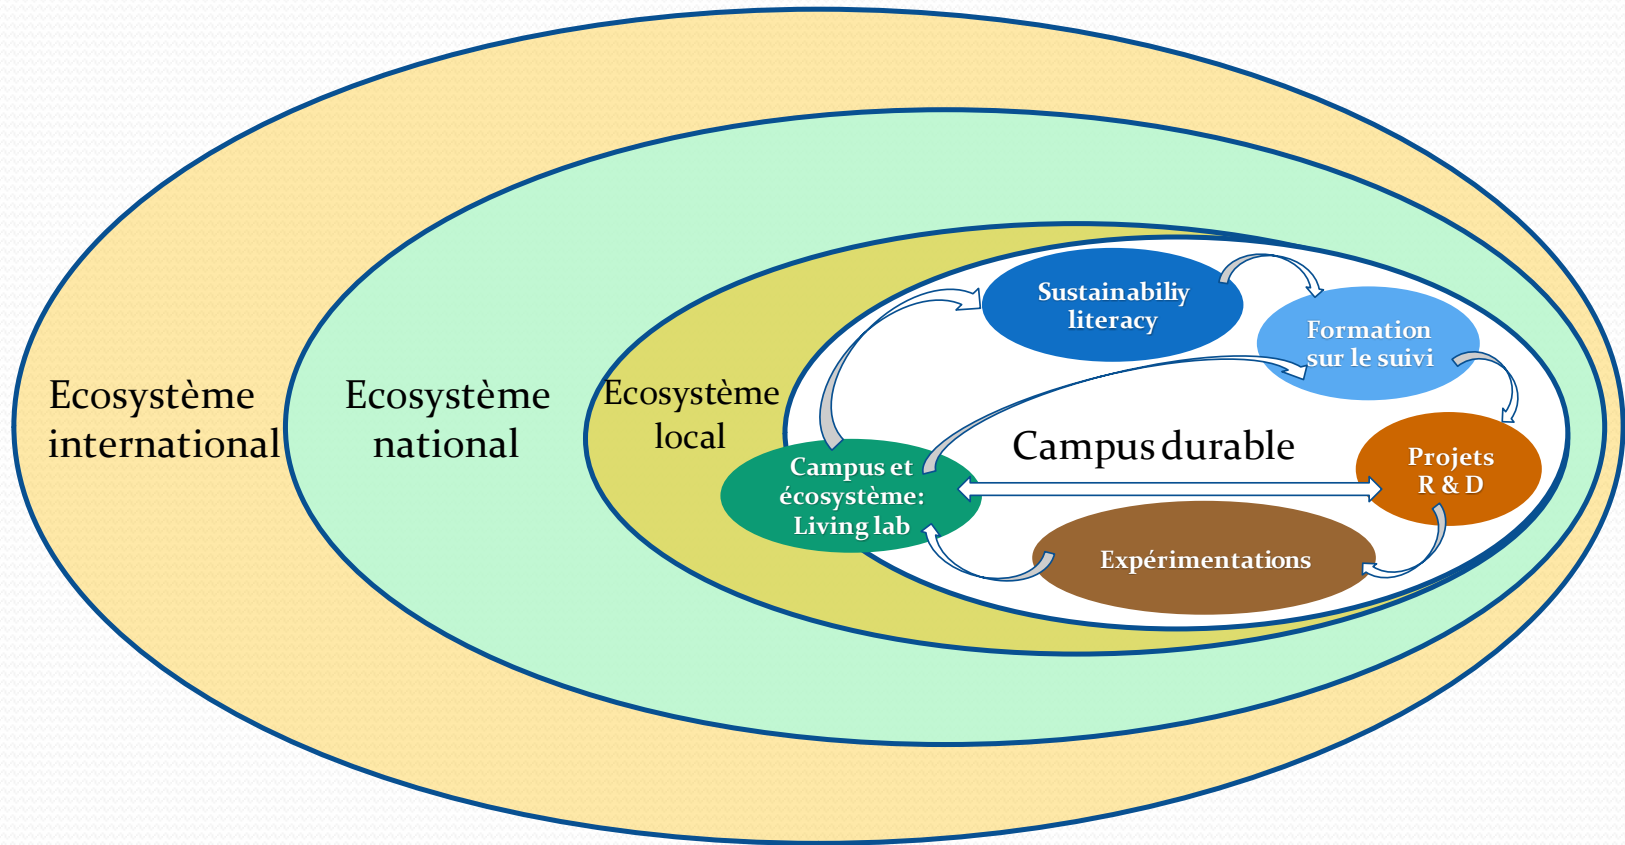 Ecosystème
international
Ecosystème
national
Ecosystème
local
Sustainabiliy
literacy
Formation
sur le suivi
Campus durable
Projets
R & D
Campus et
écosystème:
Living lab
Expérimentations